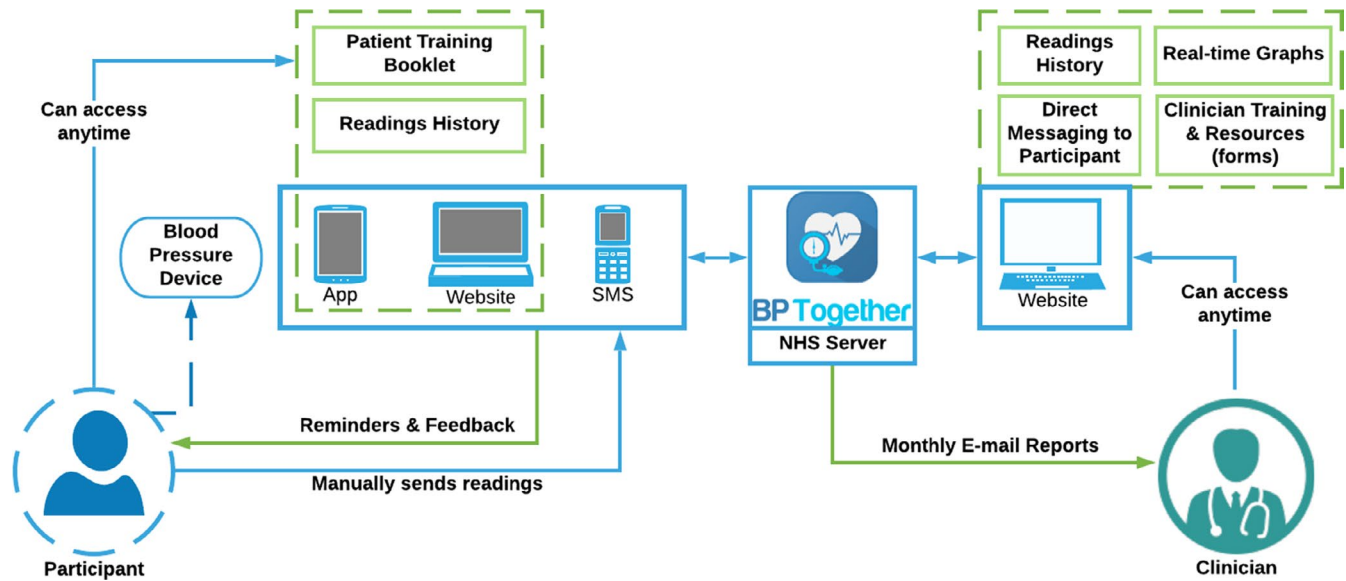 Patient Training
Booklet
Readings History
Can access
anytime
Blood
Pressure
Device
App
Website
SMS
Reminders & Feedback
Manually sends readings
Participant
BP Together
NHS Server
Monthly E-mail Reports
Readings
History
Real-time Graphs
Direct
Messaging to
Participant
Clinician Training
& Resources
(forms)
Website
Can access
anytime
Clinician